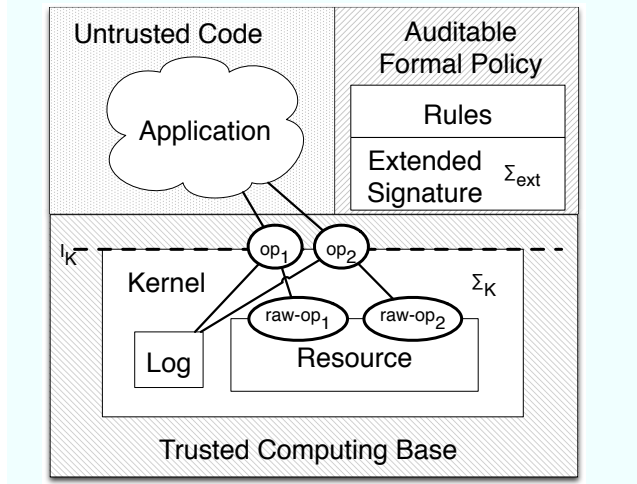 Untrusted Code
Auditable
Formal Policy
Application
Rules
Extended
Signature
Σext
IK
op1
op2
Kernel
ΣK
raw-op1
raw-op2
Log
Resource
Trusted Computing Base